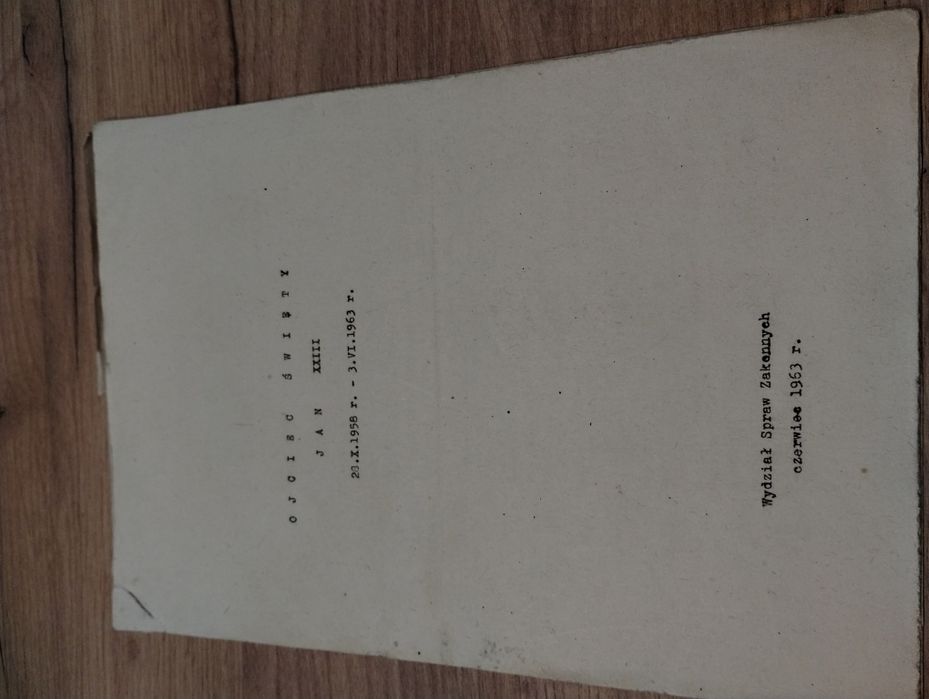 O J C I E C Ś W I Ę T Y
J A N XXIII
28.X.1958 r. - 3.VI.1963 r.
Wydział Spraw Zakonnych
czerwiec 1963 r.